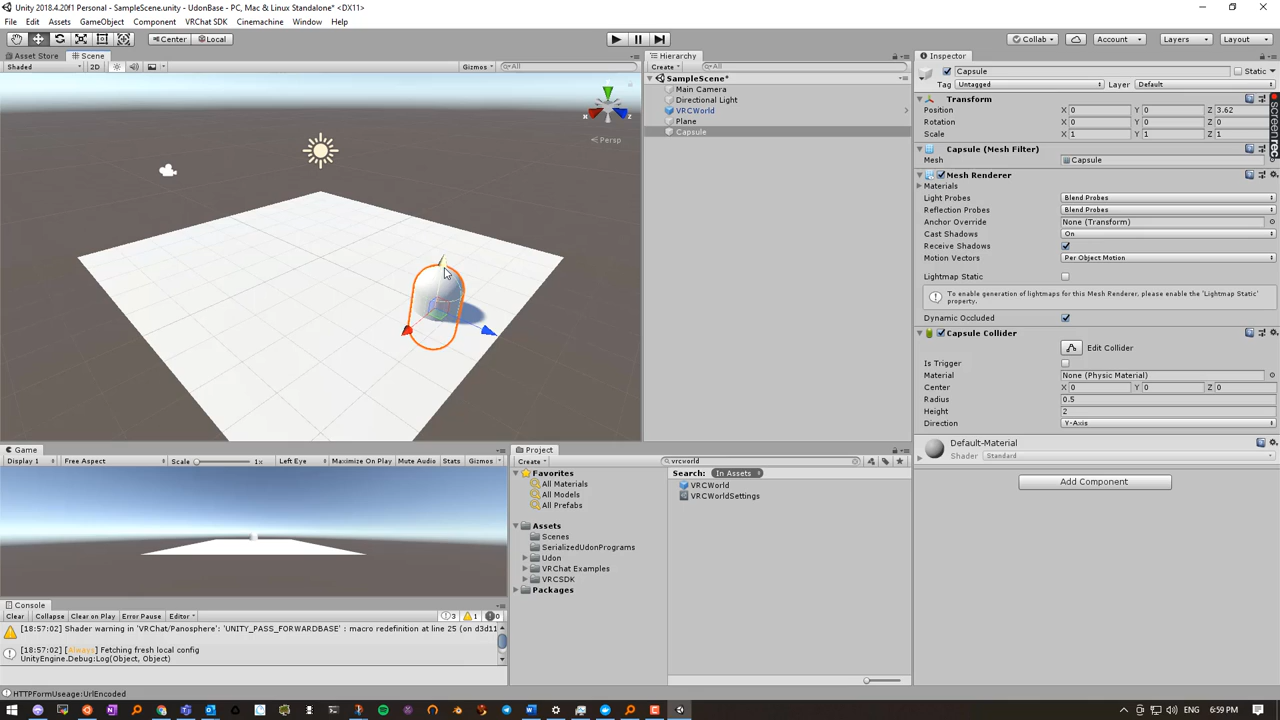 Unity 2018.4.20f1 Personal - SampleScene.unity - UdonBase - PC, Mac & Linux Standalone* <DX11>
File Edit Assets GameObject Component VRChat SDK Cinemachine Window Help
Center Local Collab Account Layers Layout
Asset Store Scene
Shaded 2D Gizmos All
Persp
Hierarchy
Create All
SampleScene*
Main Camera
Directional Light
VRCWorld
Plane
Capsule
Inspector
Capsule Static
Tag Untagged Layer Default
Transform
Position X 0 Y 0 Z 3.62
Rotation X 0 Y 0 Z 0
Scale X 1 Y 1 Z 1
Capsule (Mesh Filter)
Mesh Capsule
Mesh Renderer
Materials
Light Probes Blend Probes
Reflection Probes Blend Probes
Anchor Override None (Transform)
Cast Shadows On
Receive Shadows
Motion Vectors Per Object Motion
Lightmap Static
To enable generation of lightmaps for this Mesh Renderer, please enable the 'Lightmap Static' property.
Dynamic Occluded
Capsule Collider
Edit Collider
Is Trigger
Material None (Physic Material)
Center X 0 Y 0 Z 0
Radius 0.5
Height 2
Direction Y-Axis
Default-Material
Shader Standard
Add Component
Screenrec
Game
Display 1 Free Aspect Scale 1x Left Eye Maximize On Play Mute Audio Stats Gizmos
Project
Create vrcworld
Favorites
All Materials
All Models
All Prefabs
Assets
Scenes
SerializedUdonPrograms
Udon
VRChat Examples
VRCSDK
Packages
Search: In Assets
VRCWorld
VRCWorldSettings
Console
Clear Collapse Clear on Play Error Pause Editor 3 1 0
[18:57:02] Shader warning in 'VRChat/Panosphere': 'UNITY_PASS_FORWARDBASE' : macro redefinition at line 25 (on d3d11
[18:57:02] [Always] Fetching fresh local config
UnityEngine.Debug:Log(Object, Object)
HTTPFormUseage:UrlEncoded
6:59 PM